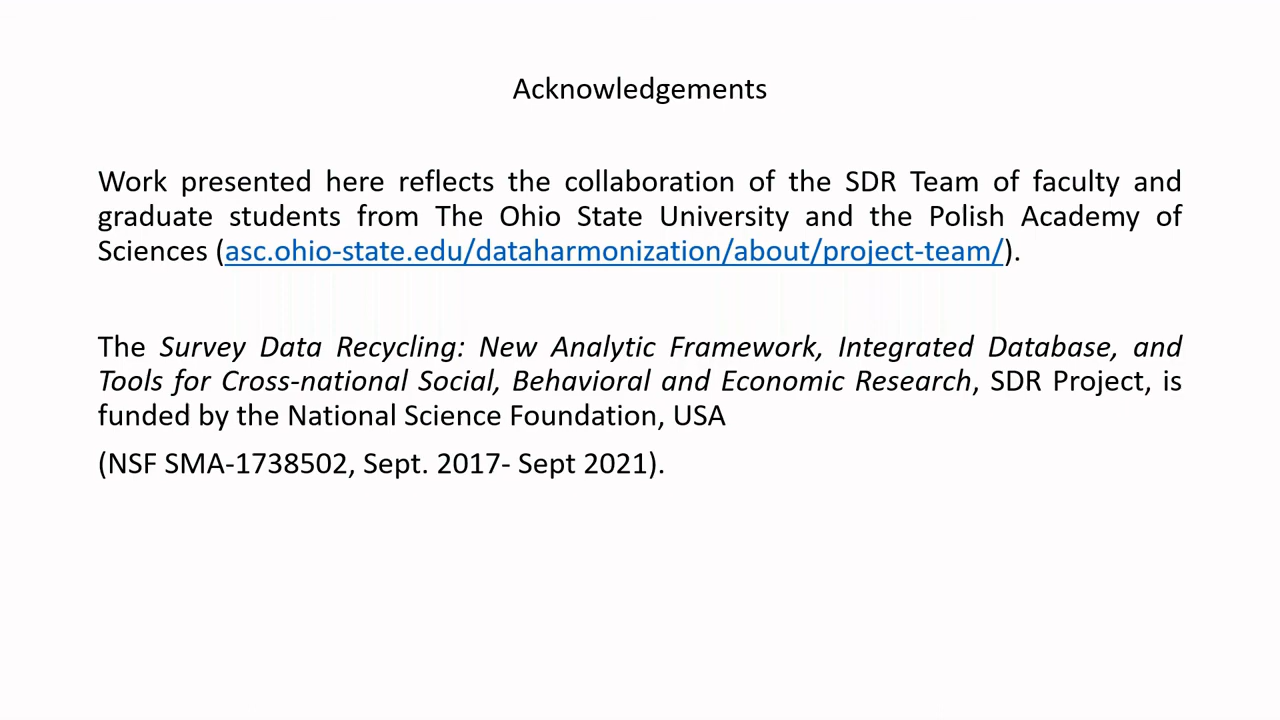 Acknowledgements
Work presented here reflects the collaboration of the SDR Team of faculty and
graduate students from The Ohio State University and the Polish Academy of
Sciences (asc.ohio-state.edu/dataharmonization/about/project-team/).
The Survey Data Recycling: New Analytic Framework, Integrated Database, and
Tools for Cross-national Social, Behavioral and Economic Research, SDR Project, is
funded by the National Science Foundation, USA
(NSF SMA-1738502, Sept. 2017- Sept 2021).